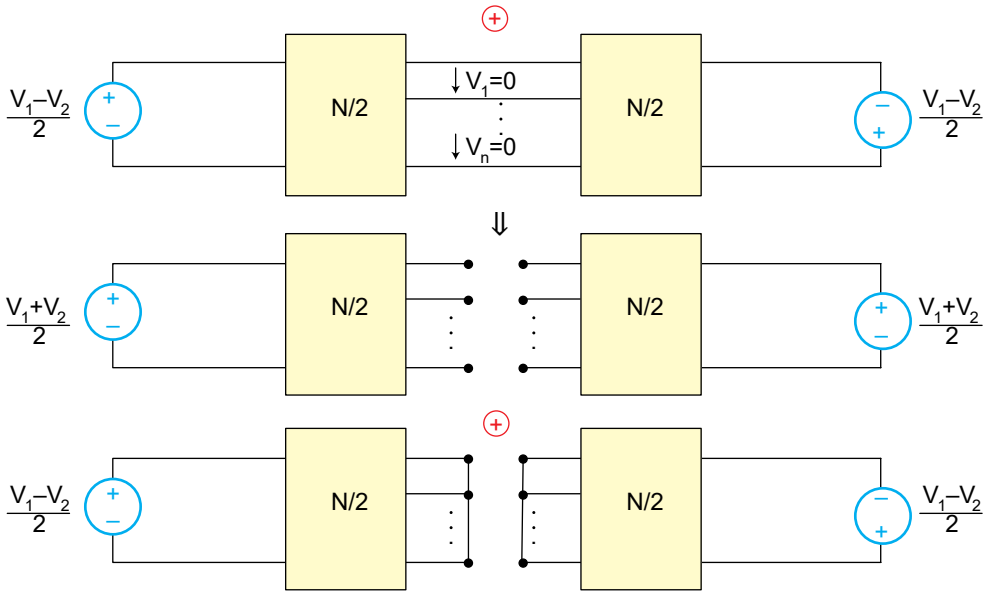 +
V₁–V₂
2
+
–
N/2
↓ V₁=0
↓ Vₙ=0
N/2
–
+
V₁–V₂
2
⇓
V₁+V₂
2
+
–
N/2
N/2
+
–
V₁+V₂
2
+
V₁–V₂
2
+
–
N/2
N/2
–
+
V₁–V₂
2